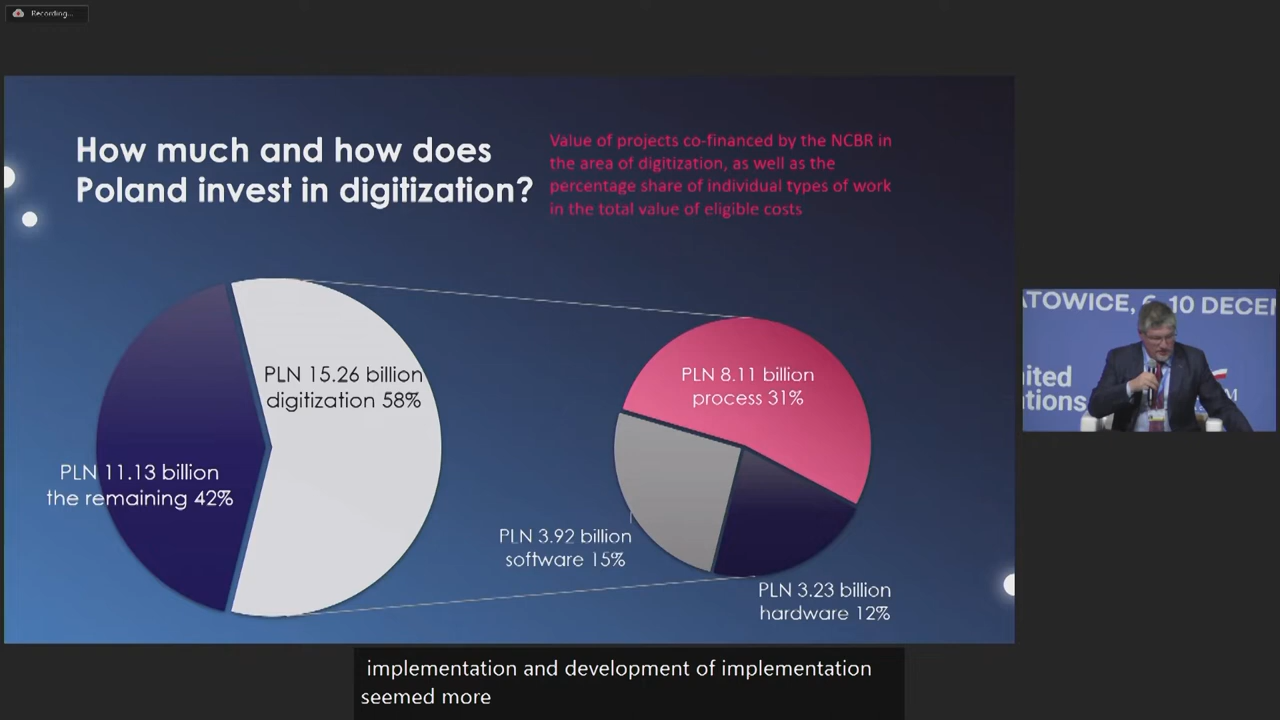 Recording...
How much and how does
Poland invest in digitization?
Value of projects co-financed by the NCBR in
the area of digitization, as well as the
percentage share of individual types of work
in the total value of eligible costs
PLN 15.26 billion
digitization 58%
PLN 11.13 billion
the remaining 42%
PLN 8.11 billion
process 31%
PLN 3.92 billion
software 15%
PLN 3.23 billion
hardware 12%
ATOWICE, 6-10 DECEM
nited
tions
implementation and development of implementation
seemed more